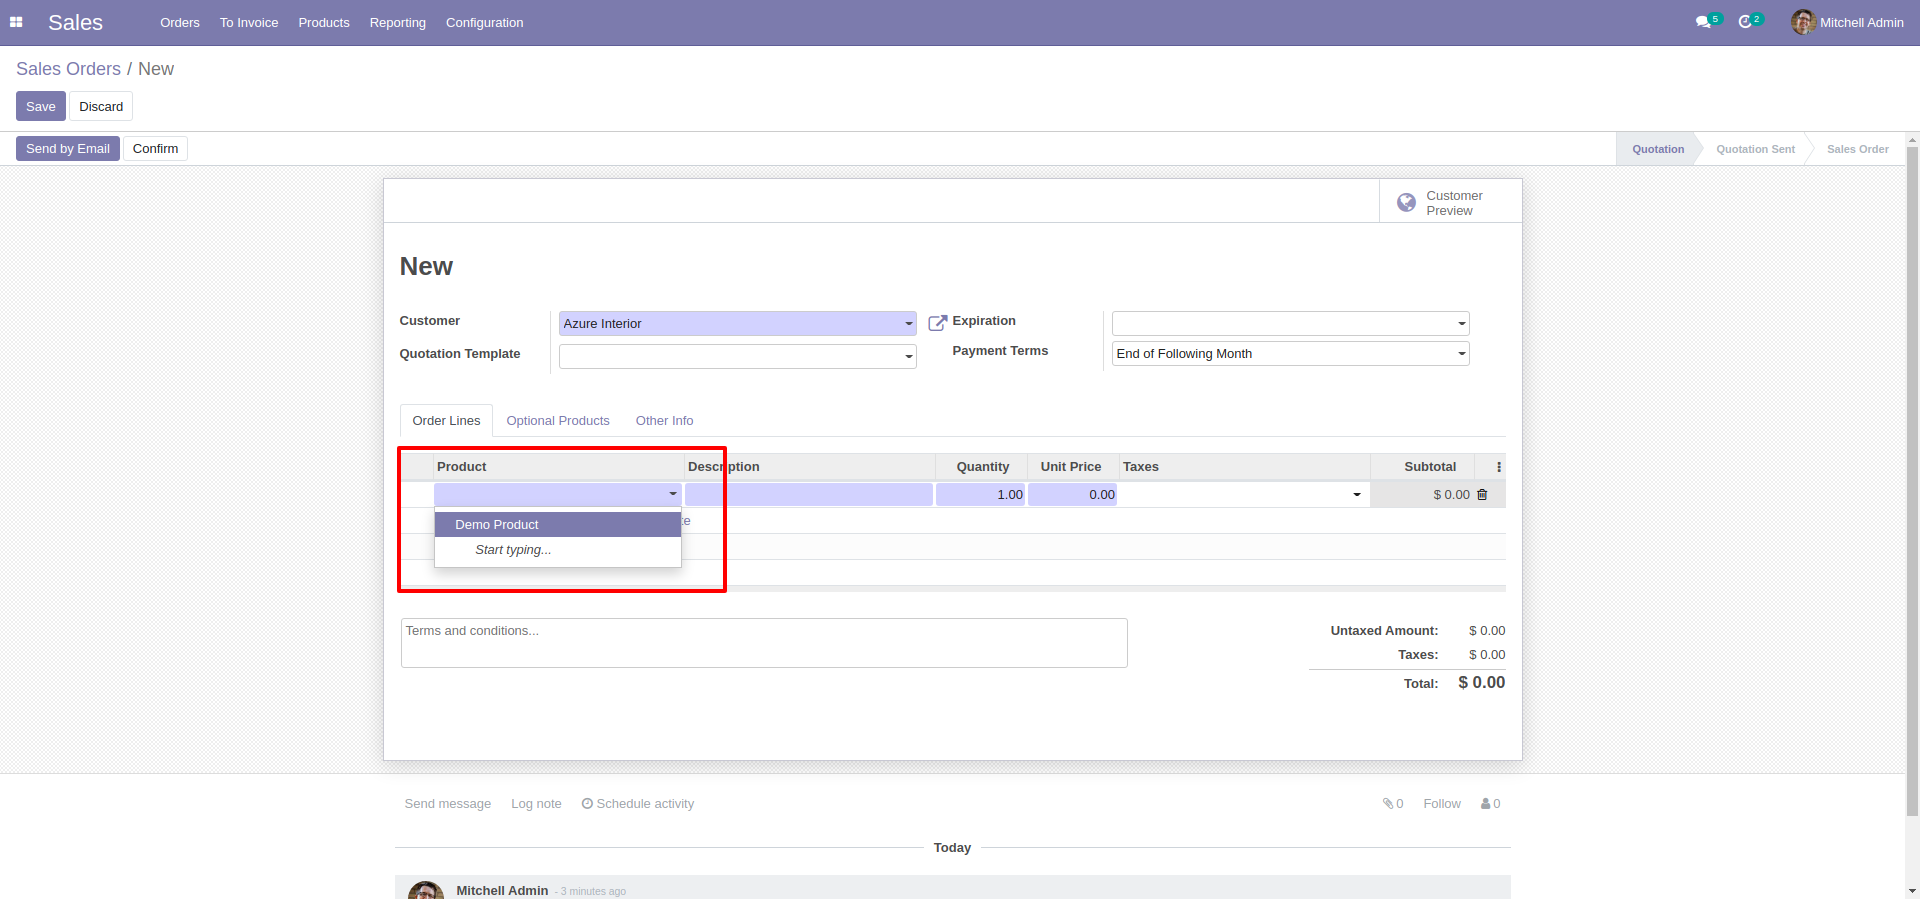 Sales Orders To Invoice Products Reporting Configuration 5 2 Mitchell Admin
Sales Orders / New
Save Discard
Send by Email Confirm Quotation Quotation Sent Sales Order
Customer
Preview
New
Customer Azure Interior Expiration
Quotation Template Payment Terms End of Following Month
Order Lines Optional Products Other Info
Product Description Quantity Unit Price Taxes Subtotal
1.00 0.00 $ 0.00
Demo Product
Start typing...
Terms and conditions... Untaxed Amount: $ 0.00
Taxes: $ 0.00
Total: $ 0.00
Send message Log note Schedule activity 0 Follow 0
Today
Mitchell Admin - 3 minutes ago